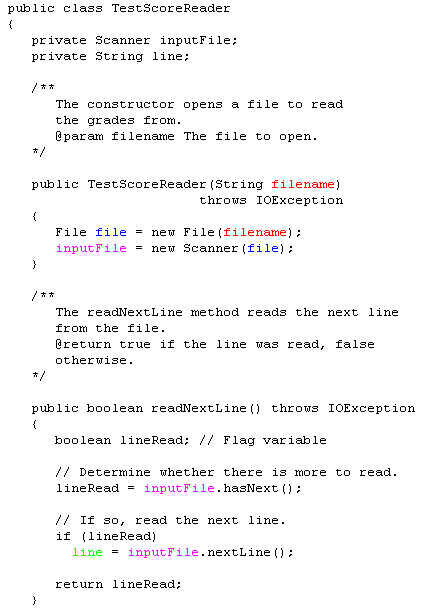 public class TestScoreReader
{
   private Scanner inputFile;
   private String line;

   /**
      The constructor opens a file to read
      the grades from.
      @param filename The file to open.
   */

   public TestScoreReader(String filename)
                        throws IOException
   {
      File file = new File(filename);
      inputFile = new Scanner(file);
   }

   /**
      The readNextLine method reads the next line
      from the file.
      @return true if the line was read, false
      otherwise.
   */

   public boolean readNextLine() throws IOException
   {
      boolean lineRead; // Flag variable

      // Determine whether there is more to read.
      lineRead = inputFile.hasNext();

      // If so, read the next line.
      if (lineRead)
        line = inputFile.nextLine();

      return lineRead;
   }